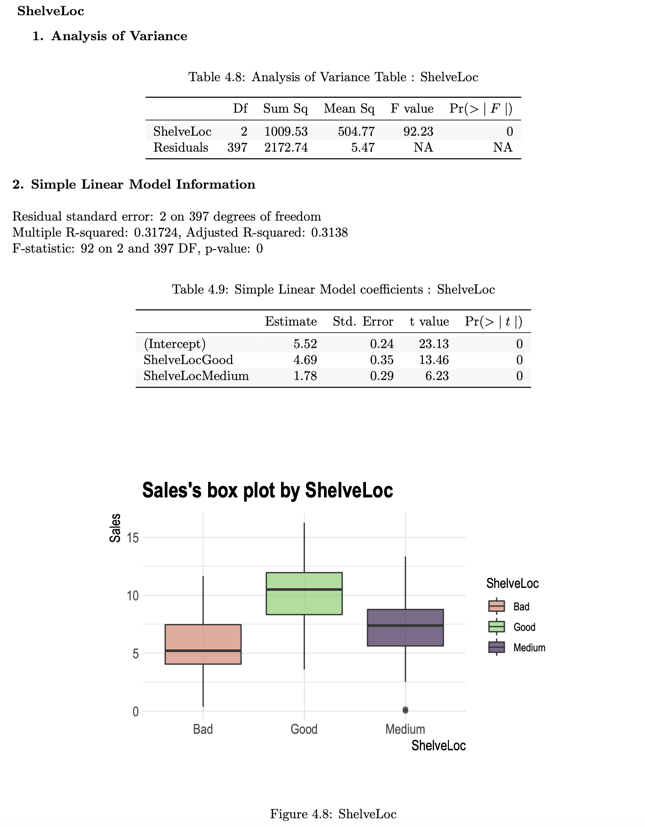 ShelveLoc
1. Analysis of Variance
Table 4.8: Analysis of Variance Table : ShelveLoc
Df Sum Sq Mean Sq F value Pr(> | F |)
ShelveLoc 2 1009.53 504.77 92.23 0
Residuals 397 2172.74 5.47 NA NA
2. Simple Linear Model Information
Residual standard error: 2 on 397 degrees of freedom
Multiple R-squared: 0.31724, Adjusted R-squared: 0.3138
F-statistic: 92 on 2 and 397 DF, p-value: 0
Table 4.9: Simple Linear Model coefficients : ShelveLoc
Estimate Std. Error t value Pr(> | t |)
(Intercept) 5.52 0.24 23.13 0
ShelveLocGood 4.69 0.35 13.46 0
ShelveLocMedium 1.78 0.29 6.23 0
Sales's box plot by ShelveLoc
Sales
15
10
5
0
Bad Good Medium
ShelveLoc
ShelveLoc
Bad
Good
Medium
Figure 4.8: ShelveLoc